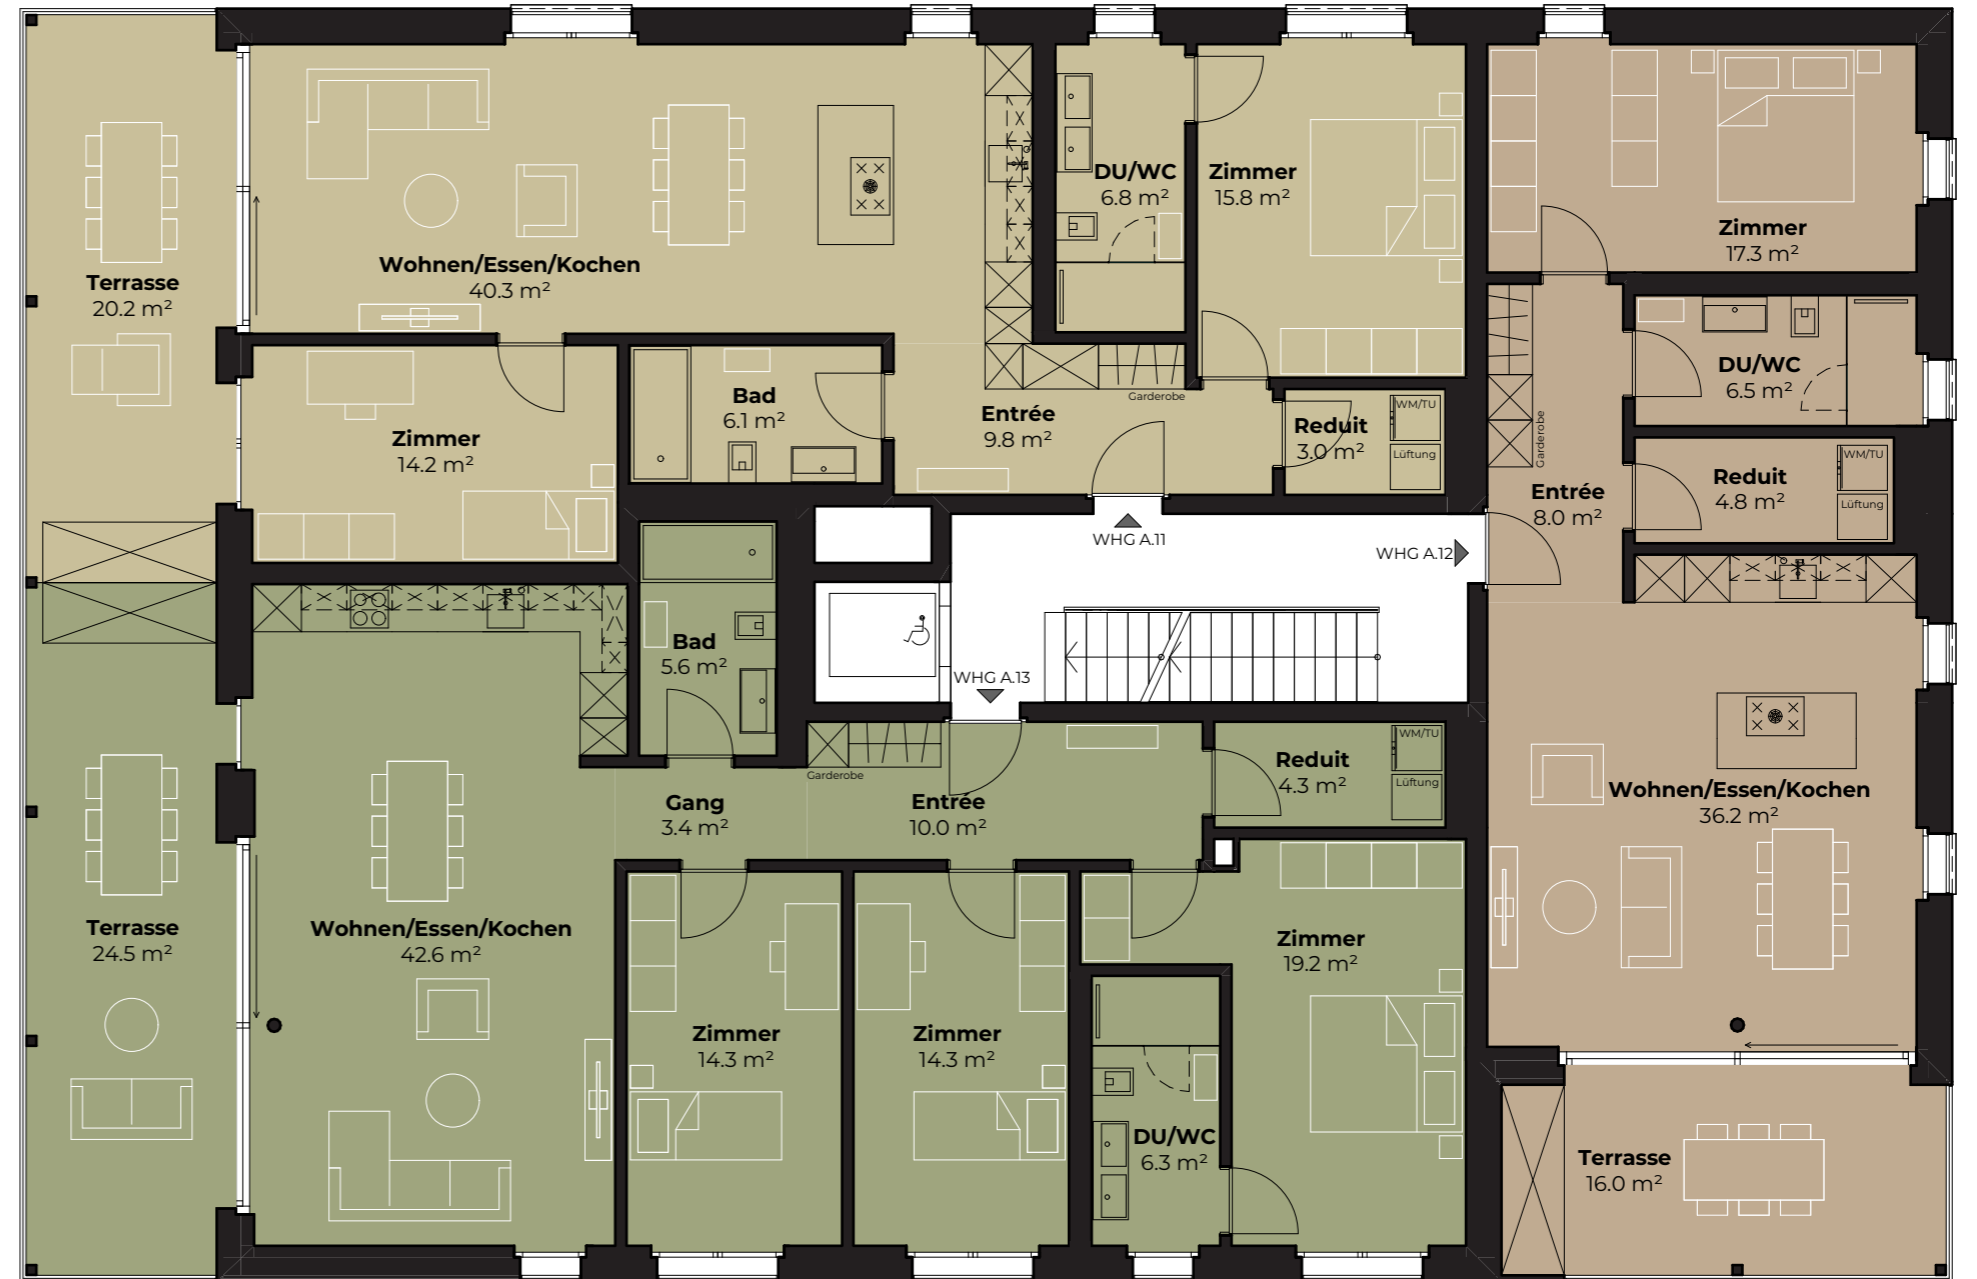 Terrasse
20.2 m²
Wohnen/Essen/Kochen
40.3 m²
DU/WC
6.8 m²
Zimmer
15.8 m²
Zimmer
14.2 m²
Bad
6.1 m²
Entrée
9.8 m²
Garderobe
Reduit
3.0 m²
WM/TU
Lüftung
WHG A.11
WHG A.12
WHG A.13
Zimmer
17.3 m²
DU/WC
6.5 m²
Garderobe
Reduit
4.8 m²
WM/TU
Lüftung
Entrée
8.0 m²
Wohnen/Essen/Kochen
36.2 m²
Terrasse
16.0 m²
Bad
5.6 m²
Gang
3.4 m²
Garderobe
Entrée
10.0 m²
Reduit
4.3 m²
WM/TU
Lüftung
Terrasse
24.5 m²
Wohnen/Essen/Kochen
42.6 m²
Zimmer
14.3 m²
Zimmer
14.3 m²
Zimmer
19.2 m²
DU/WC
6.3 m²